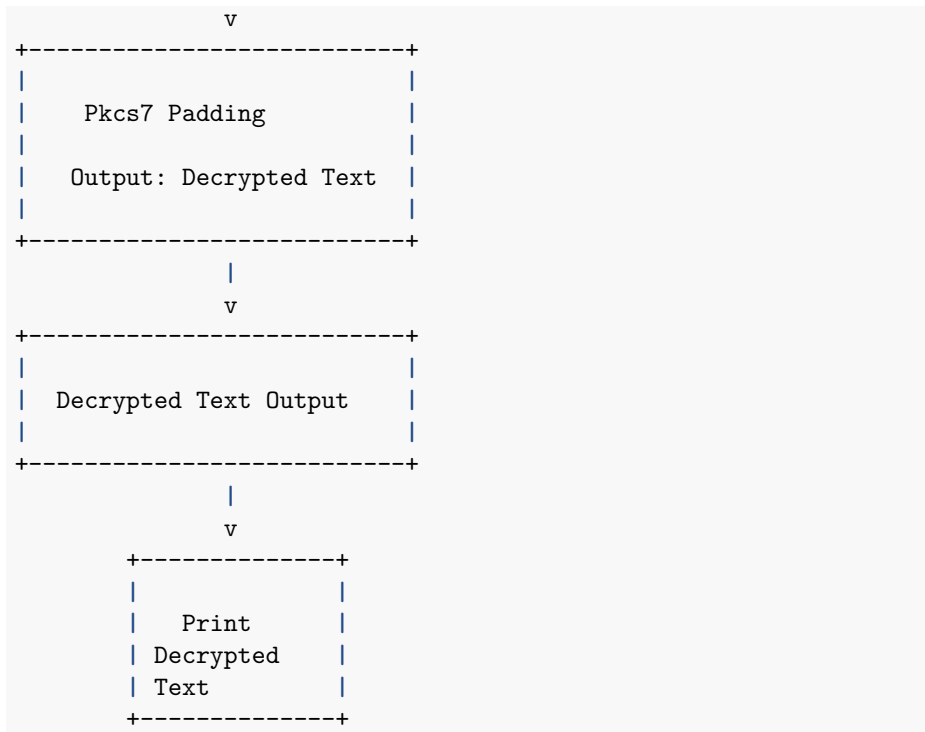 v
+---------------------------+
|                           |
|    Pkcs7 Padding          |
|                           |
|   Output: Decrypted Text  |
|                           |
+---------------------------+
               |
               v
+---------------------------+
|                           |
|  Decrypted Text Output    |
|                           |
+---------------------------+
               |
               v
        +--------------+
        |              |
        |   Print      |
        | Decrypted    |
        | Text         |
        +--------------+